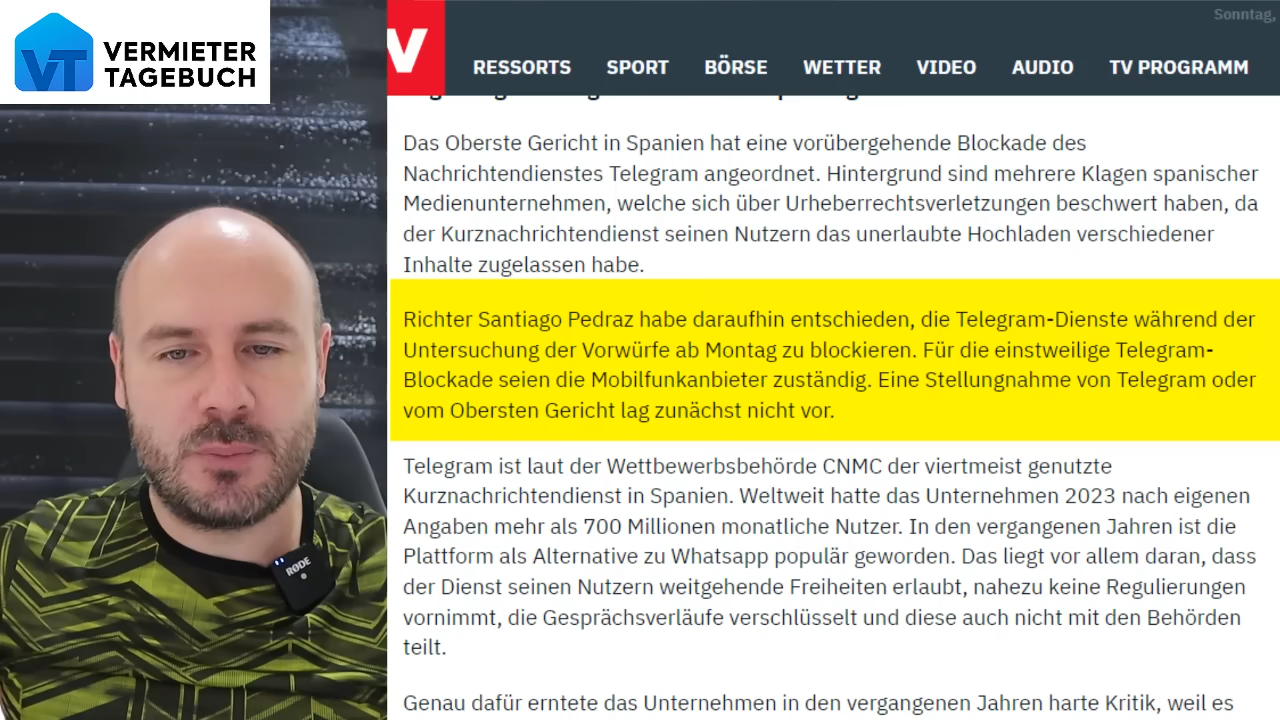 VERMIETER
TAGEBUCH
VT
V
Sonntag,
RESSORTS SPORT BÖRSE WETTER VIDEO AUDIO TV PROGRAMM
Das Oberste Gericht in Spanien hat eine vorübergehende Blockade des
Nachrichtendienstes Telegram angeordnet. Hintergrund sind mehrere Klagen spanischer
Medienunternehmen, welche sich über Urheberrechtsverletzungen beschwert haben, da
der Kurznachrichtendienst seinen Nutzern das unerlaubte Hochladen verschiedener
Inhalte zugelassen habe.
Richter Santiago Pedraz habe daraufhin entschieden, die Telegram-Dienste während der
Untersuchung der Vorwürfe ab Montag zu blockieren. Für die einstweilige Telegram-
Blockade seien die Mobilfunkanbieter zuständig. Eine Stellungnahme von Telegram oder
vom Obersten Gericht lag zunächst nicht vor.
Telegram ist laut der Wettbewerbsbehörde CNMC der viertmeist genutzte
Kurznachrichtendienst in Spanien. Weltweit hatte das Unternehmen 2023 nach eigenen
Angaben mehr als 700 Millionen monatliche Nutzer. In den vergangenen Jahren ist die
Plattform als Alternative zu Whatsapp populär geworden. Das liegt vor allem daran, dass
der Dienst seinen Nutzern weitgehende Freiheiten erlaubt, nahezu keine Regulierungen
vornimmt, die Gesprächsverläufe verschlüsselt und diese auch nicht mit den Behörden
teilt.
Genau dafür erntete das Unternehmen in den vergangenen Jahren harte Kritik, weil es
RØDE